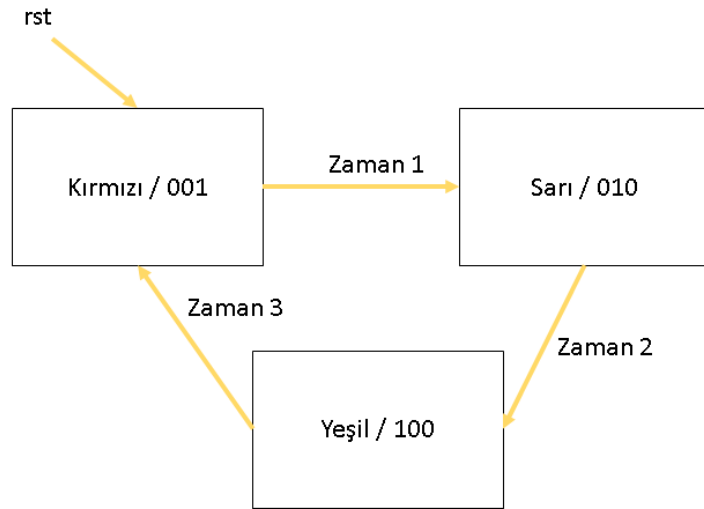 rst
Kırmızı / 001
Zaman 1
Sarı / 010
Zaman 3
Zaman 2
Yeşil / 100